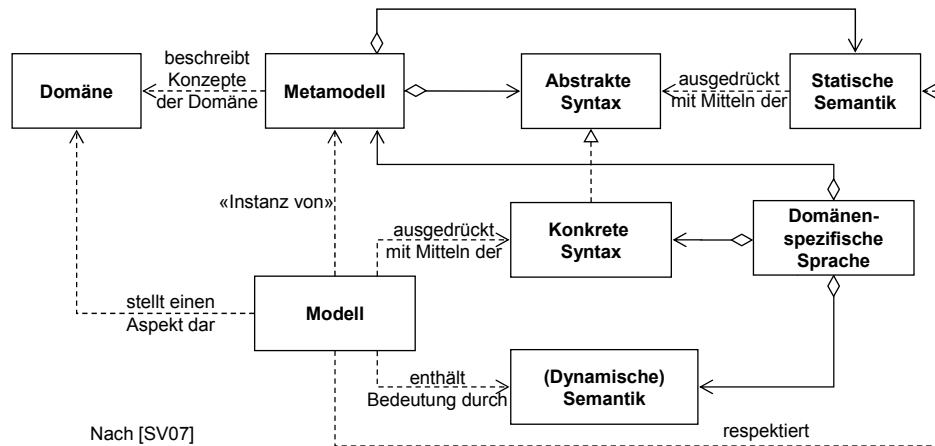 beschreibt
Konzepte
der Domäne
Domäne
Metamodell
Abstrakte
Syntax
ausgedrückt
mit Mitteln der
Statische
Semantik
«Instanz von»
ausgedrückt
mit Mitteln der
Konkrete
Syntax
Domänen-
spezifische
Sprache
stellt einen
Aspekt dar
Modell
enthält
Bedeutung durch
(Dynamische)
Semantik
Nach [SV07]
respektiert